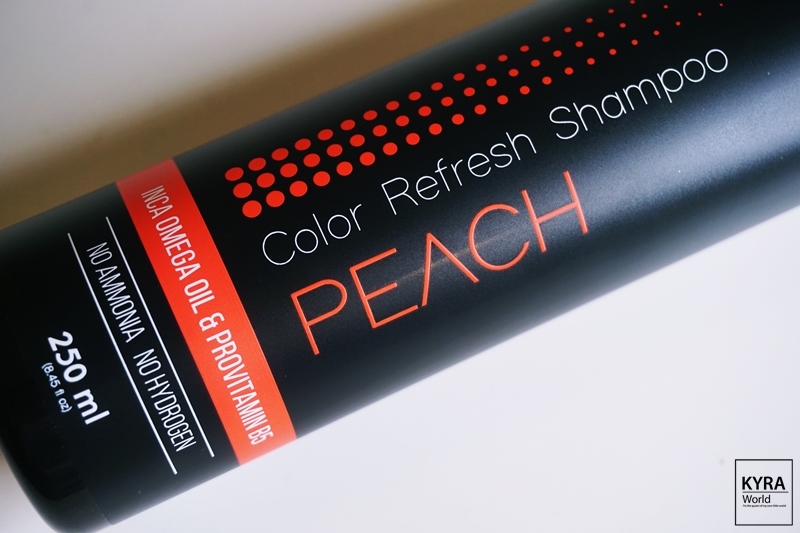 Color Refresh Shampoo
PEACH
INCA OMEGA OIL & PROVITAMIN B5
NO AMMONIA NO HYDROGEN
250 ml
(8.45 fl oz)
KYRA
World